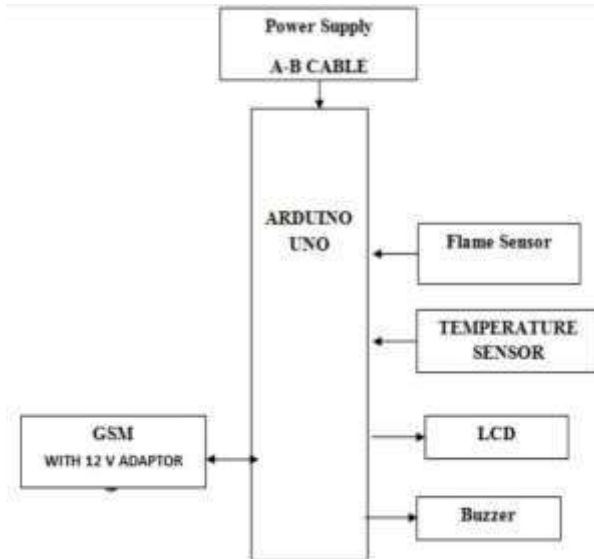 Power Supply
A-B CABLE
ARDUINO
UNO
Flame Sensor
TEMPERATURE
SENSOR
GSM
WITH 12 V ADAPTOR
LCD
Buzzer